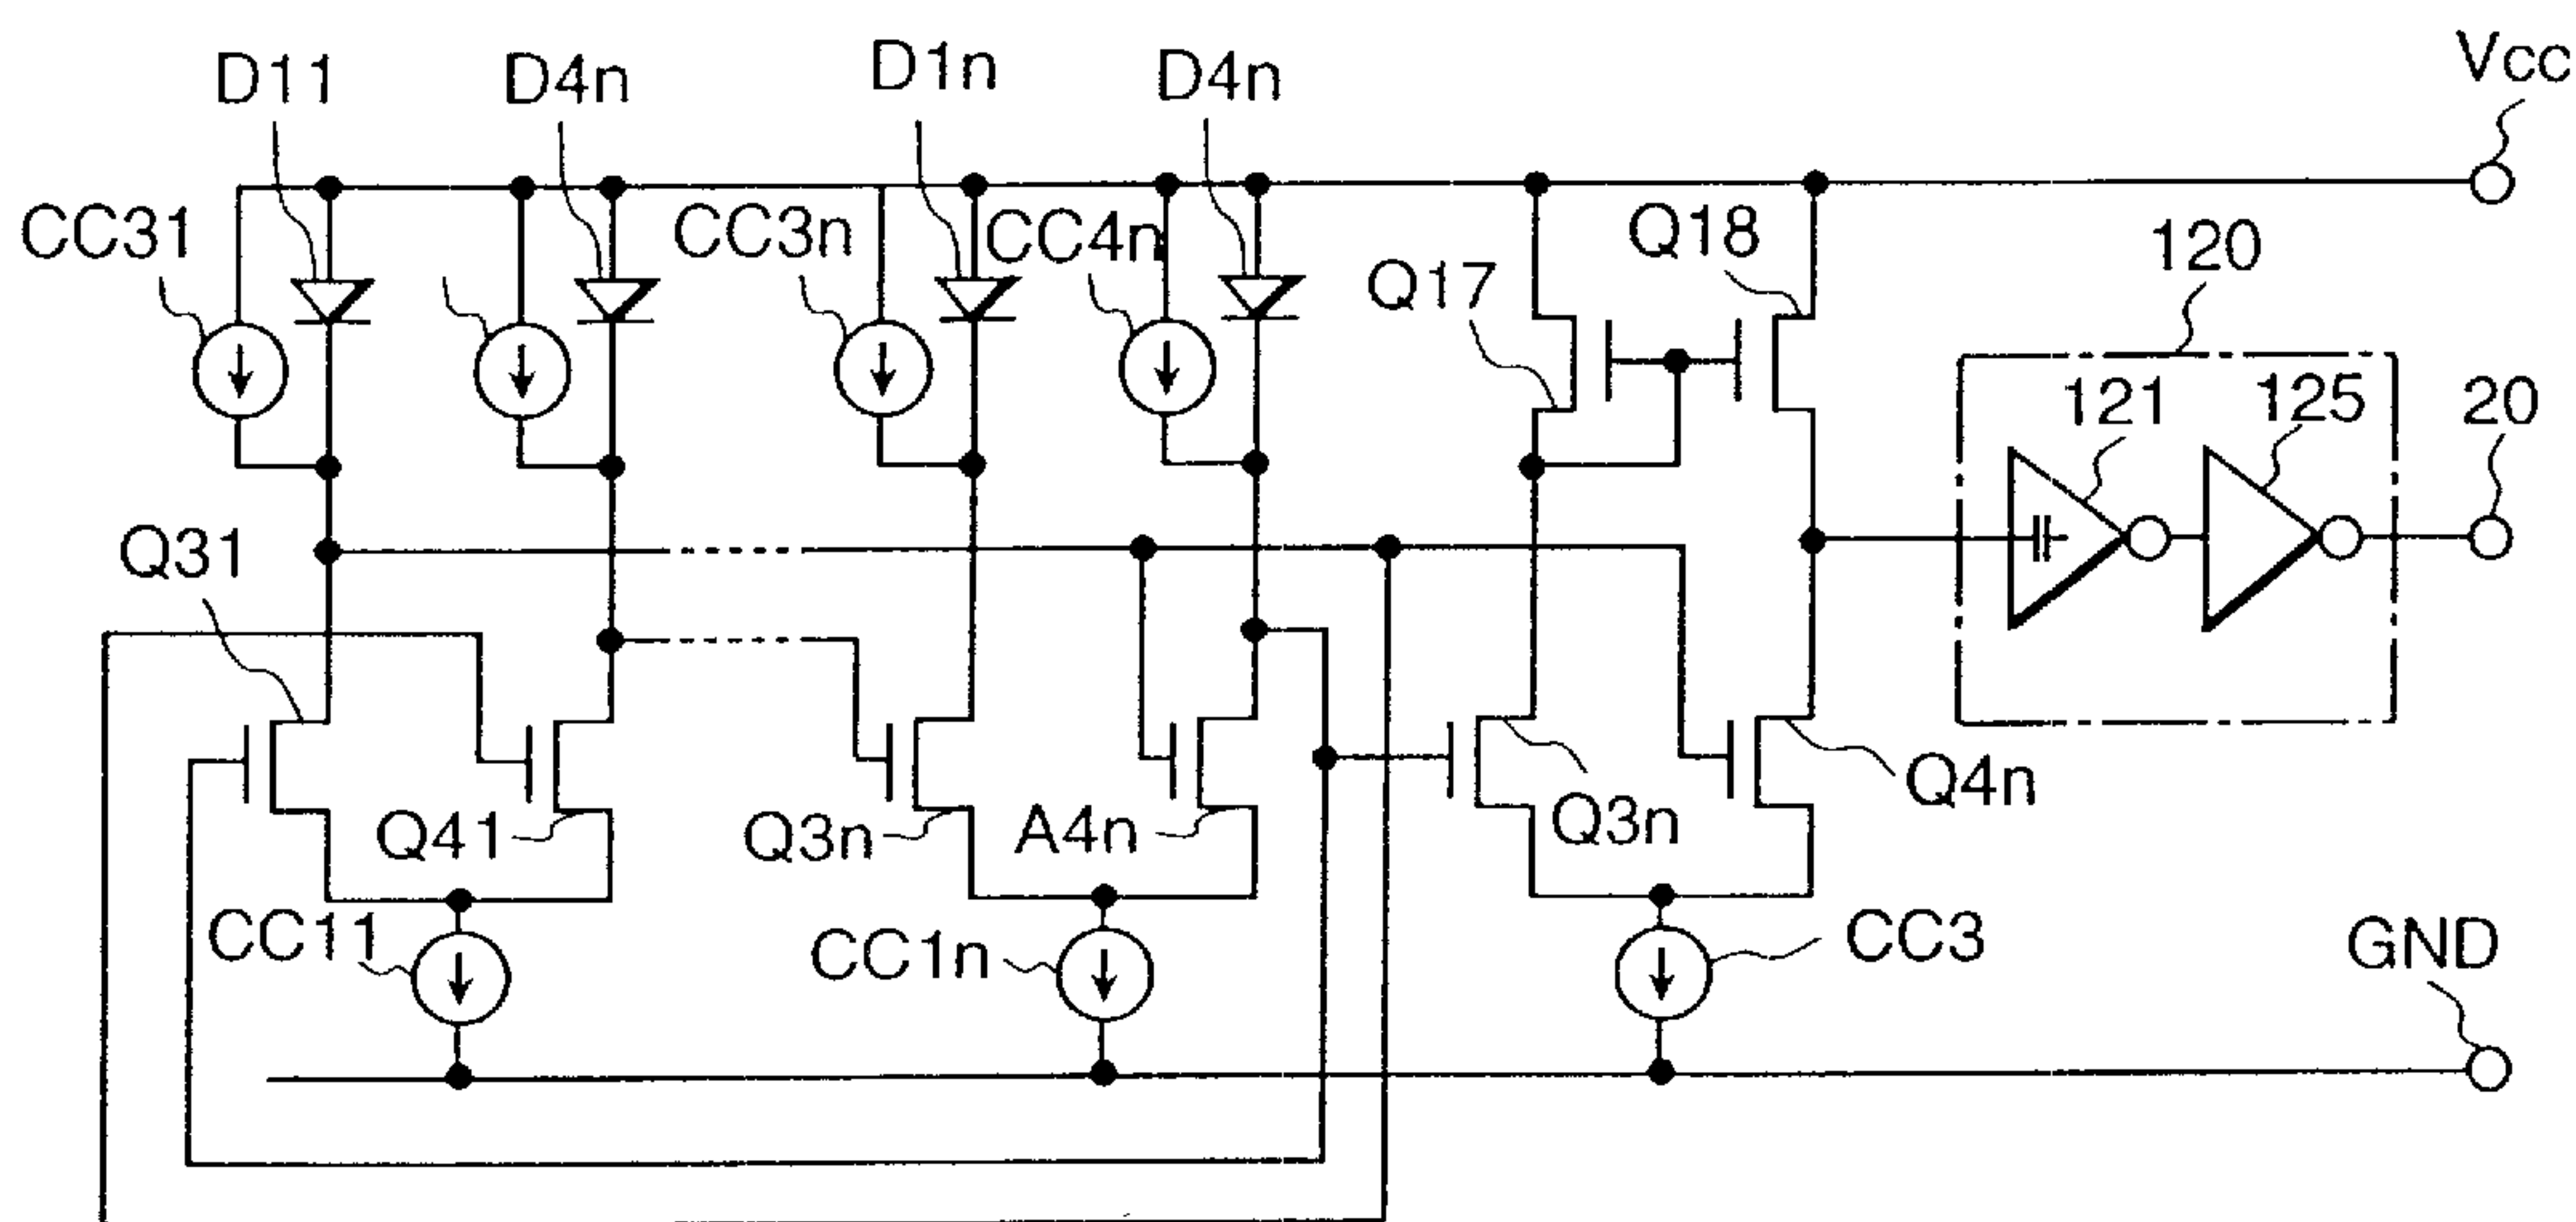 D11
D4n
D1n
D4n
Vcc
CC31
CC3n
CC4n
Q17
Q18
120
121
125
20
Q31
Q41
Q3n
A4n
Q3n
Q4n
CC11
CC1n
CC3
GND